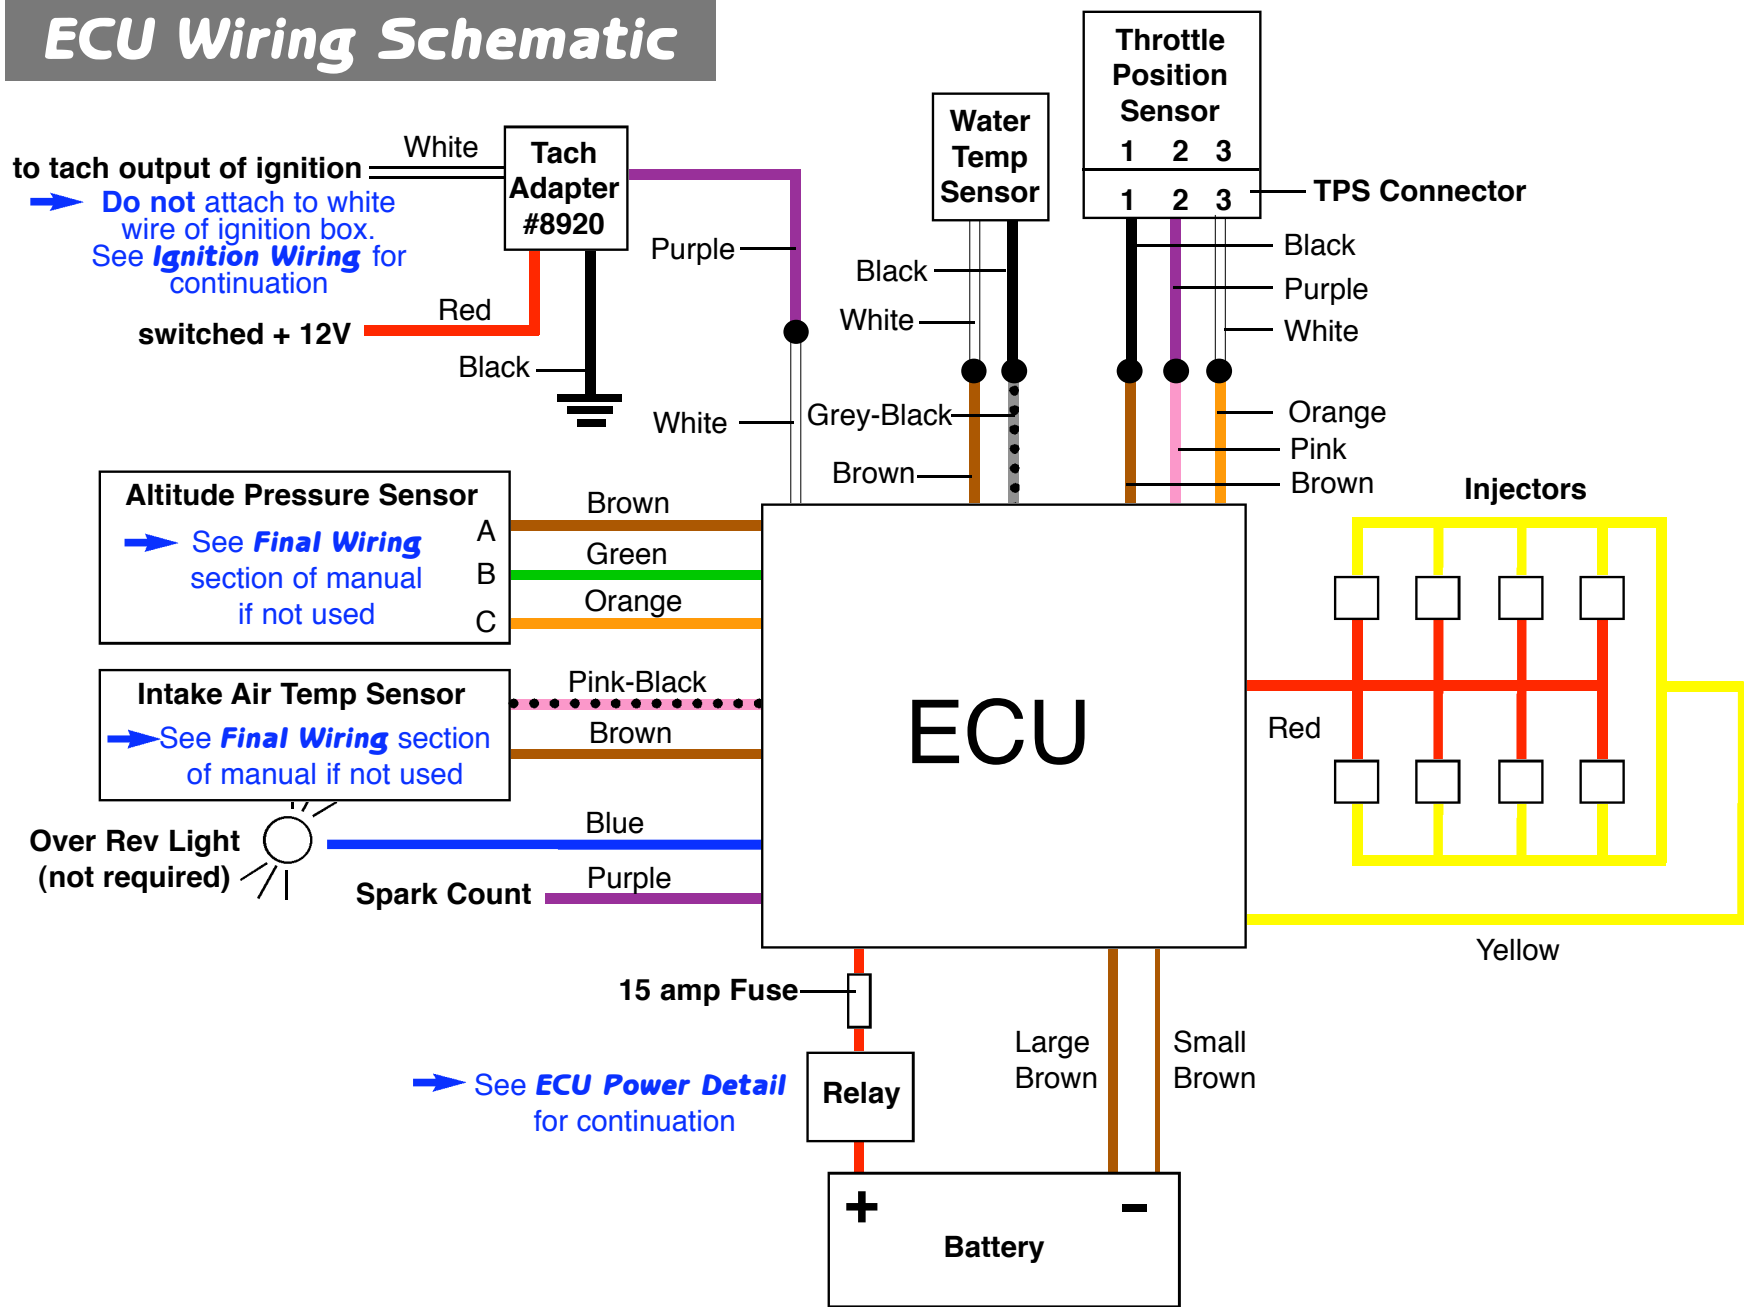 ECU Wiring Schematic
Throttle
Position
Sensor
1 2 3
1 2 3
TPS Connector
Water
Temp
Sensor
White
to tach output of ignition
Tach
Adapter
#8920
Do not attach to white
wire of ignition box.
See Ignition Wiring for
continuation
Red
switched + 12V
Black
Purple
White
Black
White
Grey-Black
Brown
Black
Purple
White
Orange
Pink
Brown
Altitude Pressure Sensor
See Final Wiring
section of manual
if not used
A
B
C
Brown
Green
Orange
Intake Air Temp Sensor
See Final Wiring section
of manual if not used
Pink-Black
Brown
Over Rev Light
(not required)
Blue
Spark Count
Purple
ECU
Injectors
Red
Yellow
15 amp Fuse
See ECU Power Detail
for continuation
Relay
Large
Brown
Small
Brown
+ -
Battery